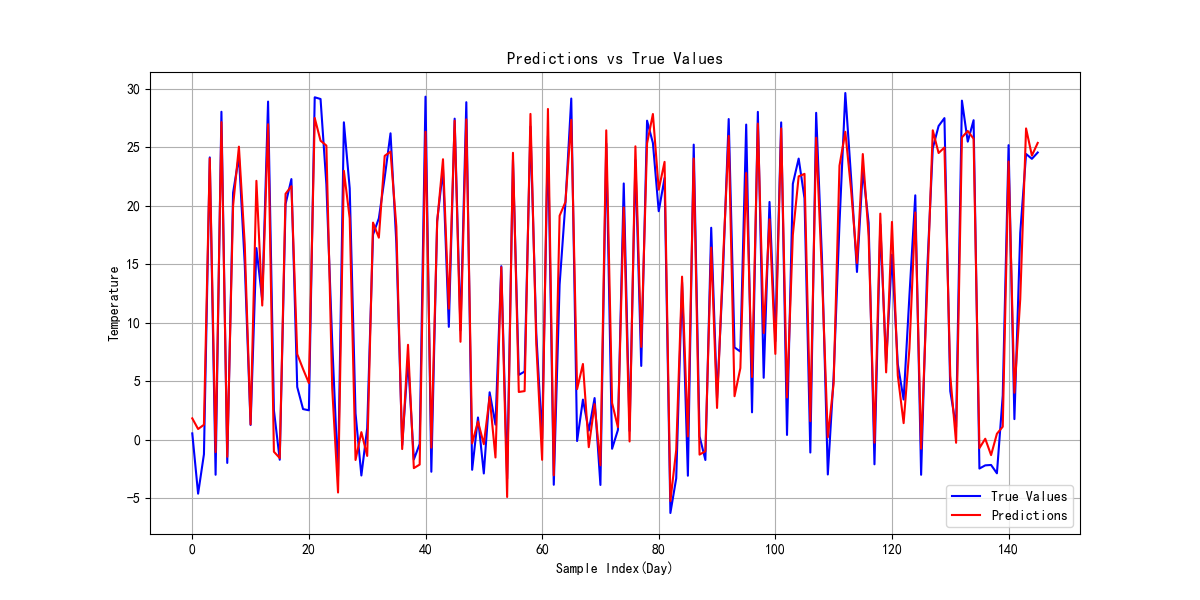 Predictions vs True Values
Temperature
30
25
20
15
10
5
0
−5
0 20 40 60 80 100 120 140
Sample Index(Day)
True Values
Predictions